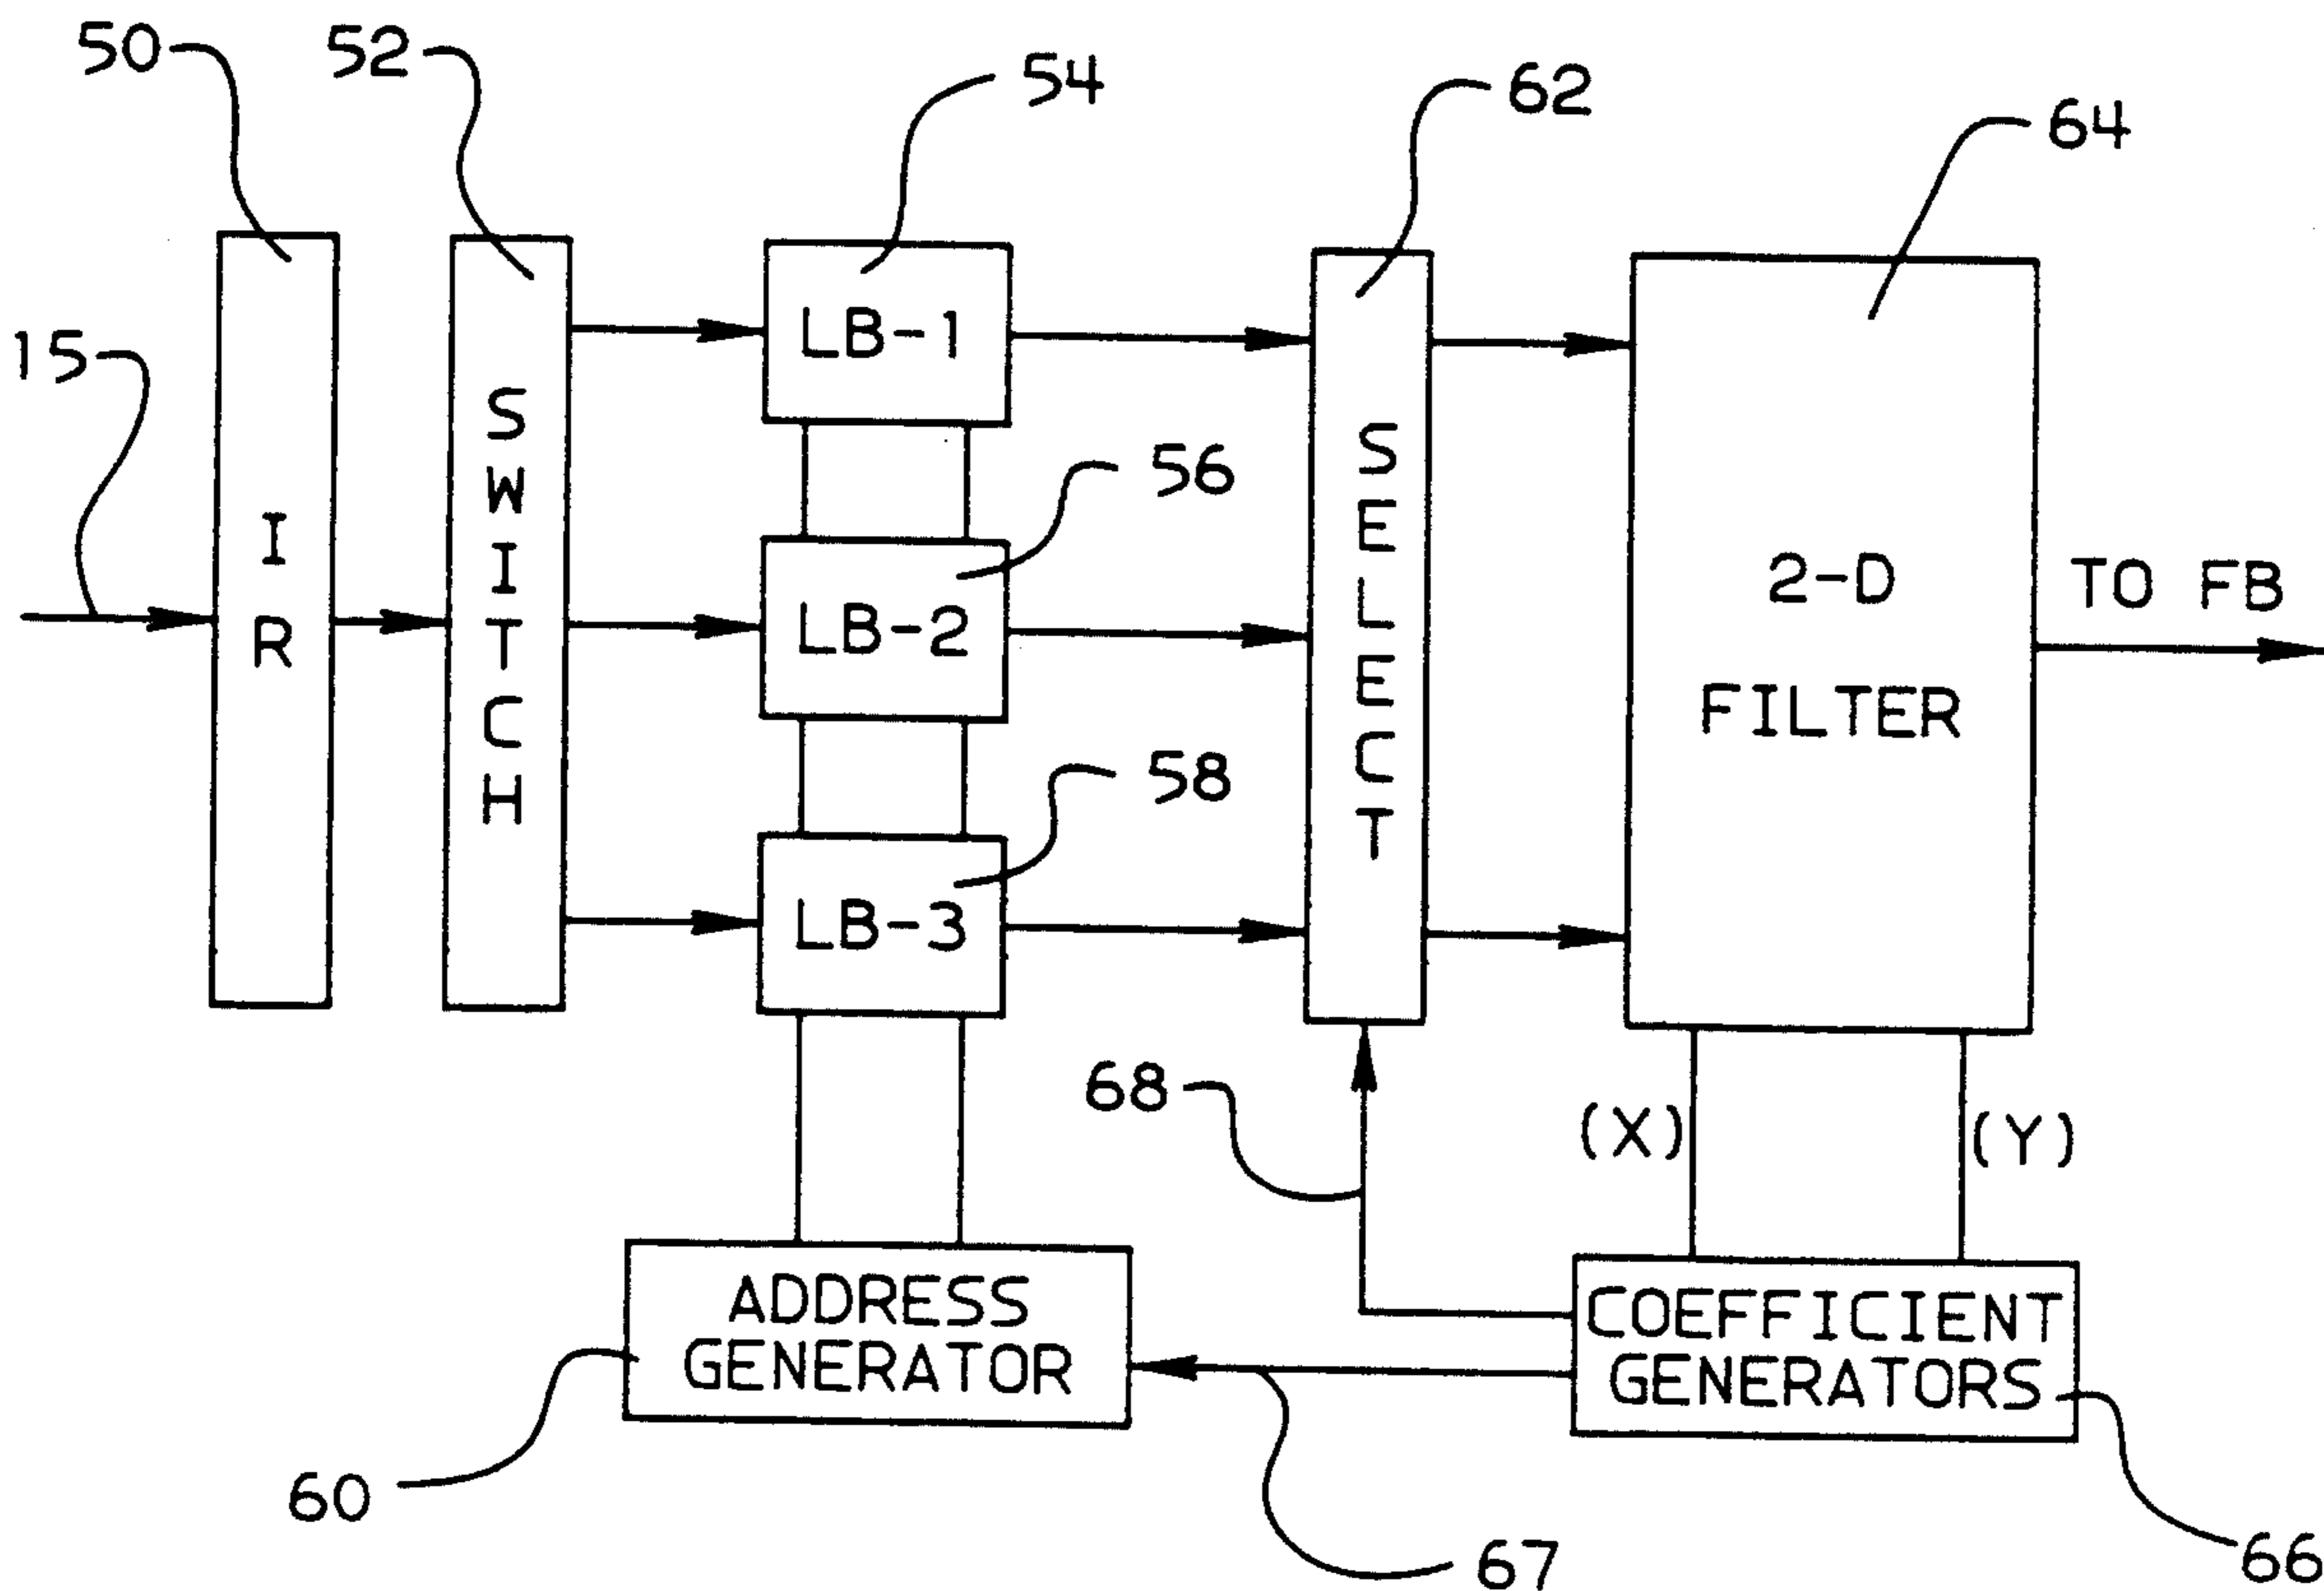 50
52
54
62
64
15
IR
SWITCH
LB-1
56
LB-2
58
LB-3
SELECT
2-D
FILTER
TO FB
68
(X)
(Y)
ADDRESS
GENERATOR
COEFFICIENT
GENERATORS
60
67
66